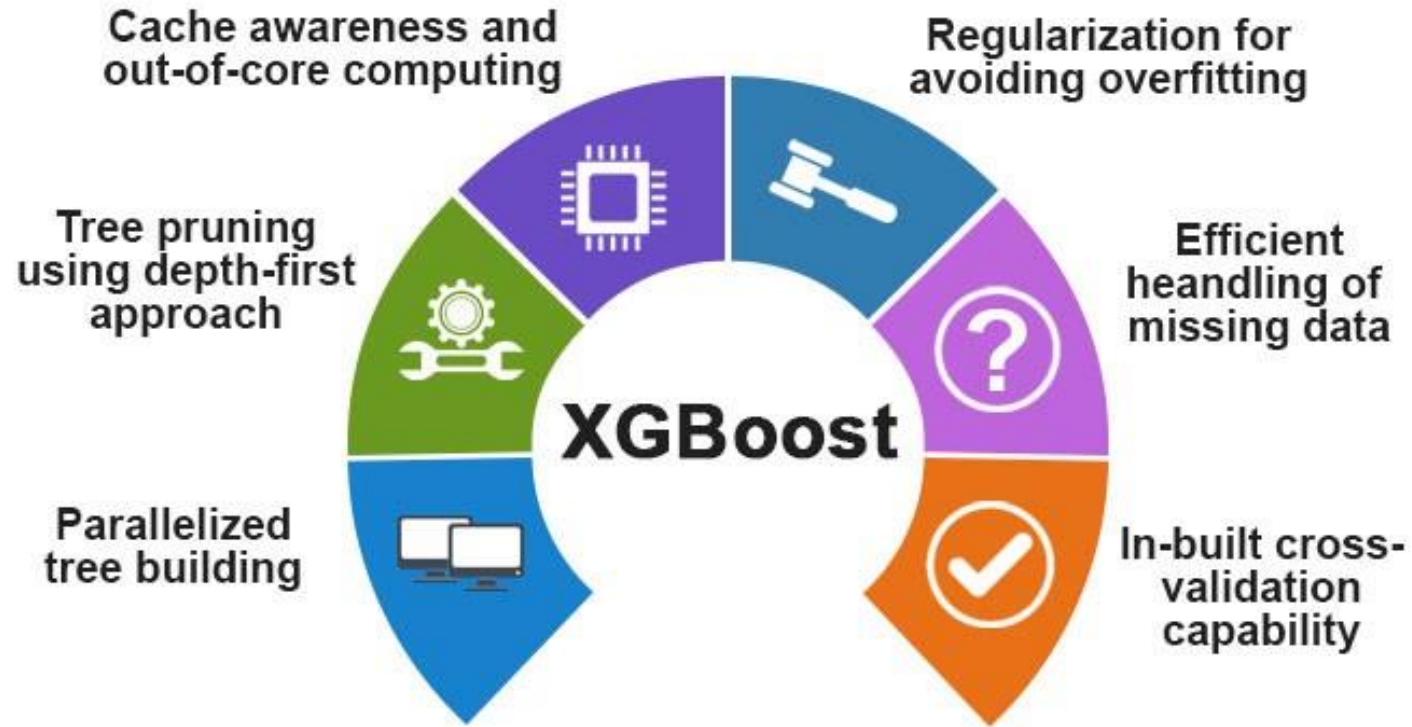 Cache awareness and
out-of-core computing
Regularization for
avoiding overfitting
Tree pruning
using depth-first
approach
Efficient
heandling of
missing data
XGBoost
Parallelized
tree building
In-built cross-
validation
capability